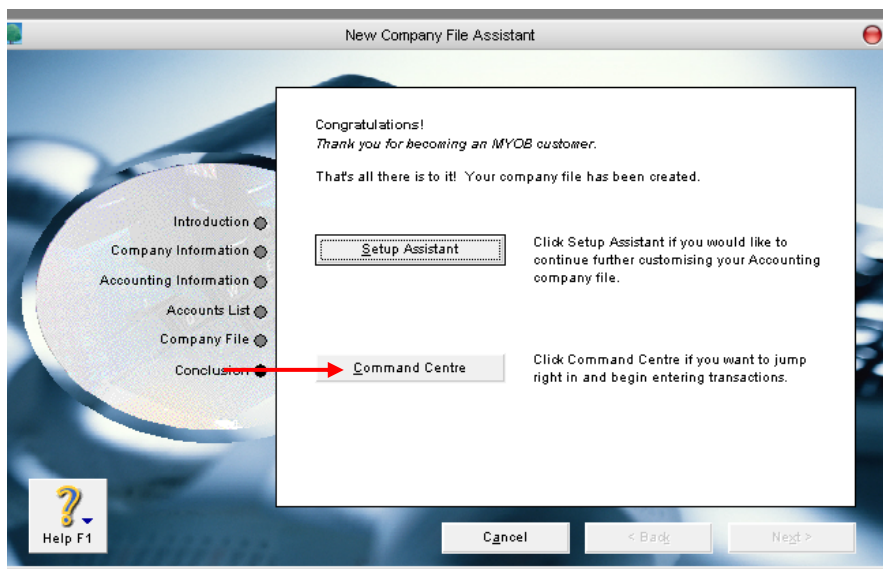 New Company File Assistant
Congratulations!
Thank you for becoming an MYOB customer.
That's all there is to it! Your company file has been created.
Introduction
Company Information
Accounting Information
Accounts List
Company File
Conclusion
Setup Assistant
Click Setup Assistant if you would like to
continue further customising your Accounting
company file.
Command Centre
Click Command Centre if you want to jump
right in and begin entering transactions.
Help F1
Cancel
< Back
Next >